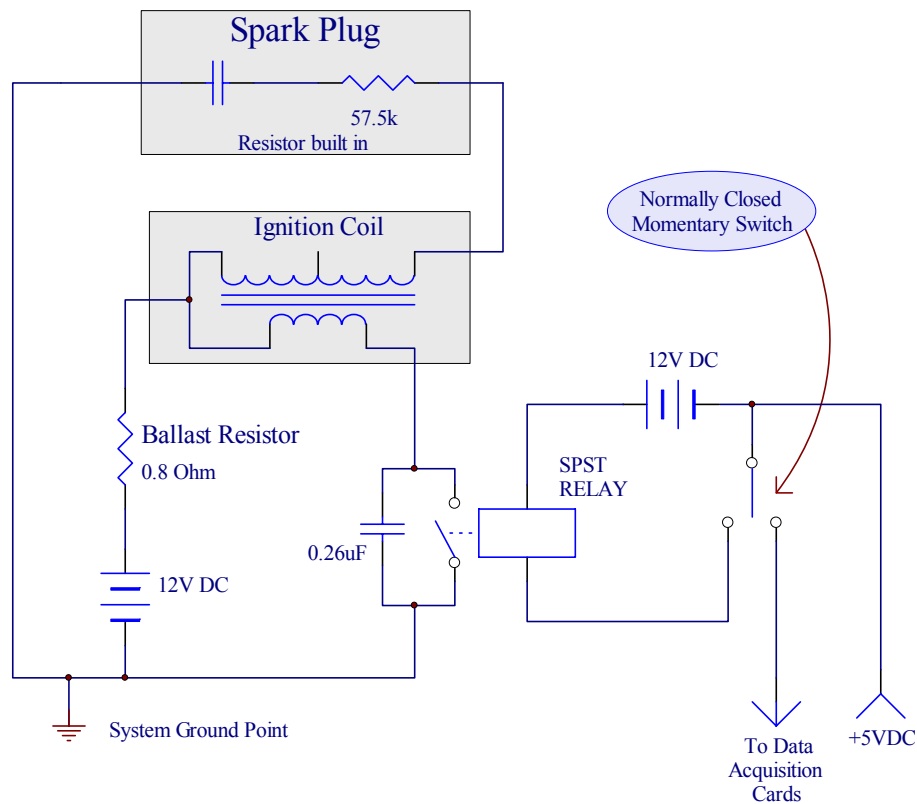 Spark Plug
57.5k
Resistor built in
Ignition Coil
Normally Closed
Momentary Switch
12V DC
Ballast Resistor
0.8 Ohm
SPST
RELAY
0.26uF
12V DC
System Ground Point
To Data
Acquisition
Cards
+5VDC